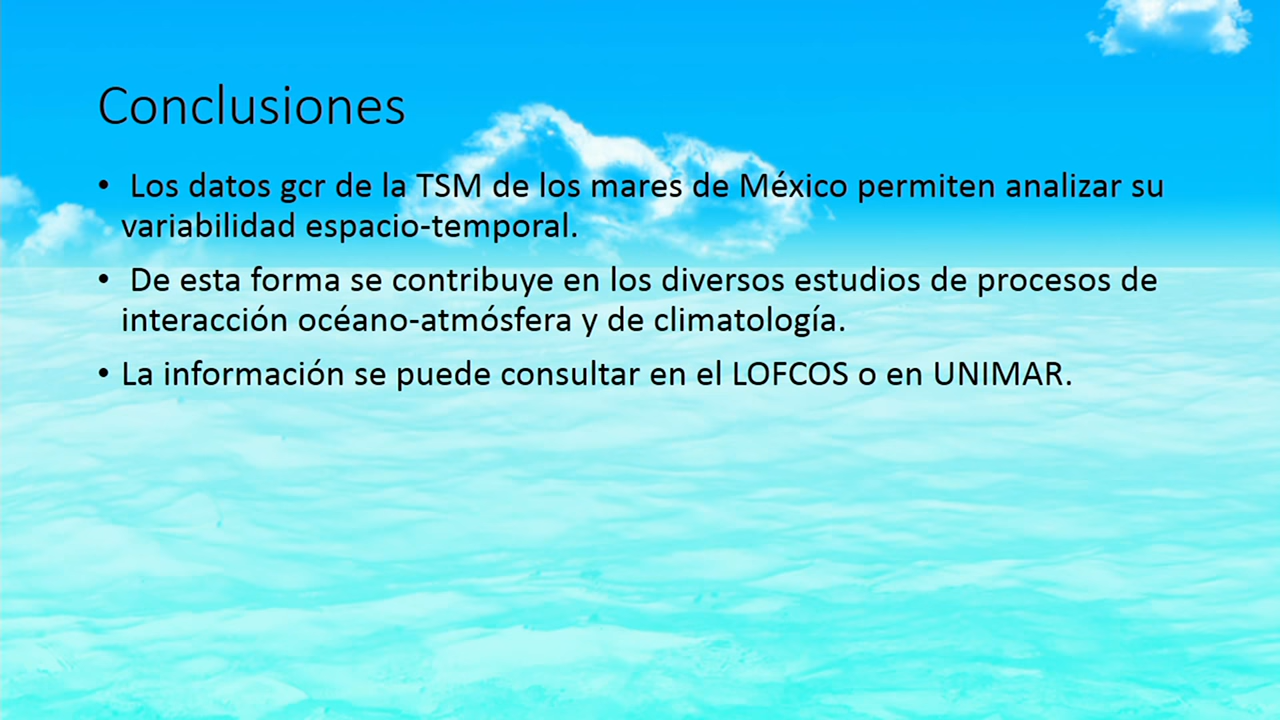 Conclusiones
• Los datos gcr de la TSM de los mares de México permiten analizar su
variabilidad espacio-temporal.
• De esta forma se contribuye en los diversos estudios de procesos de
interacción océano-atmósfera y de climatología.
• La información se puede consultar en el LOFCOS o en UNIMAR.